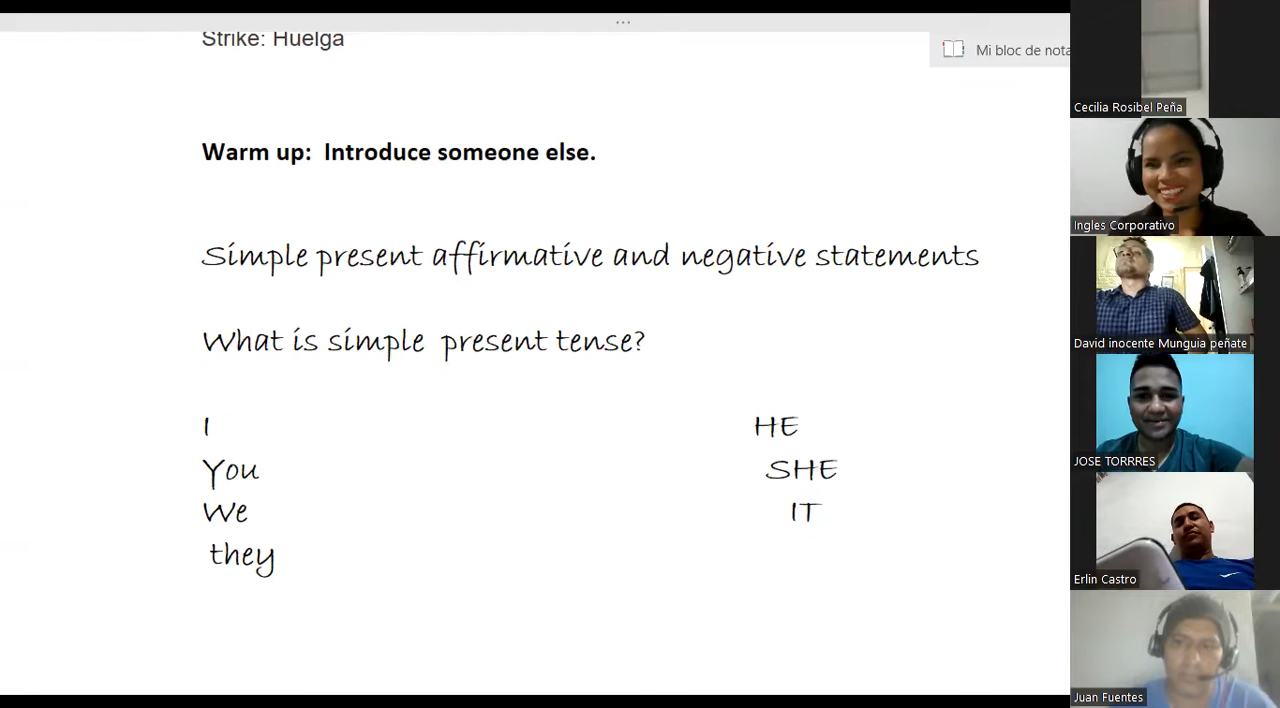 ...
Strike: Huelga
Mi bloc de nota
Warm up: Introduce someone else.
Simple present affirmative and negative statements
What is simple present tense?
I HE
You SHE
We IT
they
Cecilia Rosibel Peña
Ingles Corporativo
David inocente Munguia peñate
JOSE TORRRES
Erlin Castro
Juan Fuentes